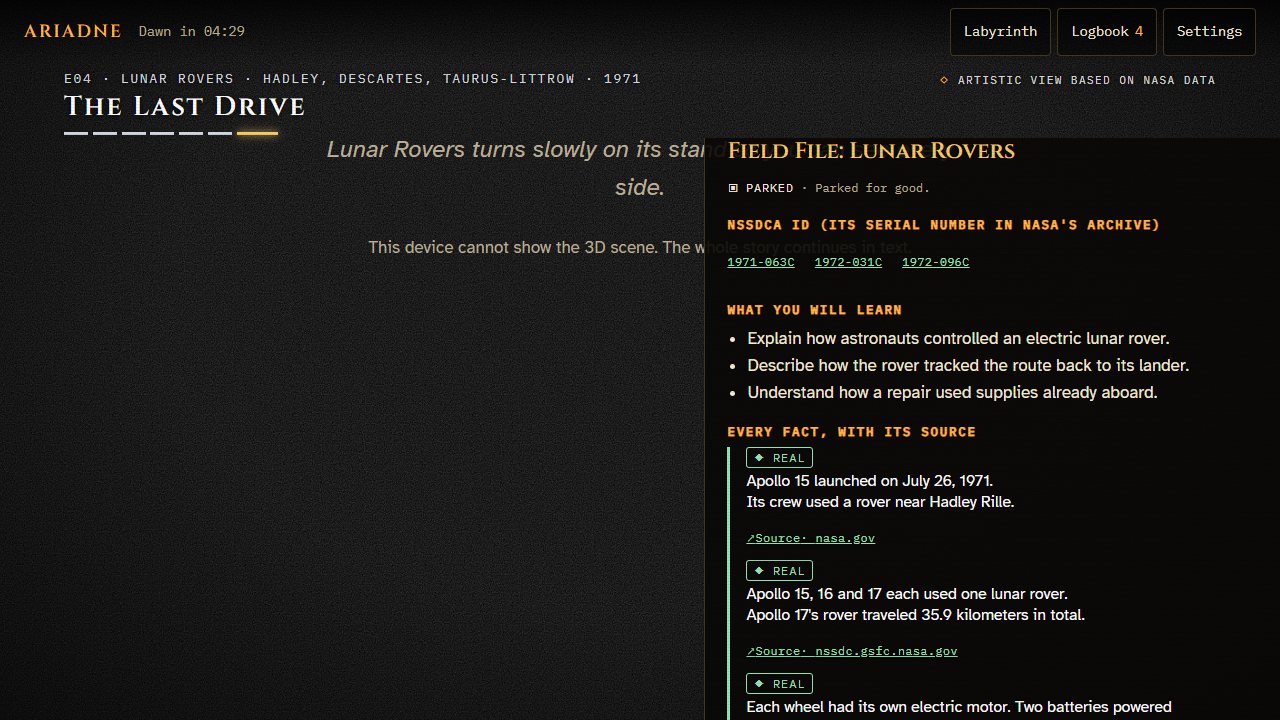 ARIADNE Dawn in 04:29 Labyrinth Logbook 4 Settings
E04 · LUNAR ROVERS · HADLEY, DESCARTES, TAURUS-LITTROW · 1971
◇ ARTISTIC VIEW BASED ON NASA DATA
The Last Drive
Lunar Rovers turns slowly on its stand
side.
This device cannot show the 3D scene. The whole story continues in text.
Field File: Lunar Rovers
▣ PARKED · Parked for good.
NSSDCA ID (ITS SERIAL NUMBER IN NASA'S ARCHIVE)
1971-063C 1972-031C 1972-096C
WHAT YOU WILL LEARN
• Explain how astronauts controlled an electric lunar rover.
• Describe how the rover tracked the route back to its lander.
• Understand how a repair used supplies already aboard.
EVERY FACT, WITH ITS SOURCE
◆ REAL
Apollo 15 launched on July 26, 1971.
Its crew used a rover near Hadley Rille.
↗Source· nasa.gov
◆ REAL
Apollo 15, 16 and 17 each used one lunar rover.
Apollo 17's rover traveled 35.9 kilometers in total.
↗Source· nssdc.gsfc.nasa.gov
◆ REAL
Each wheel had its own electric motor. Two batteries powered